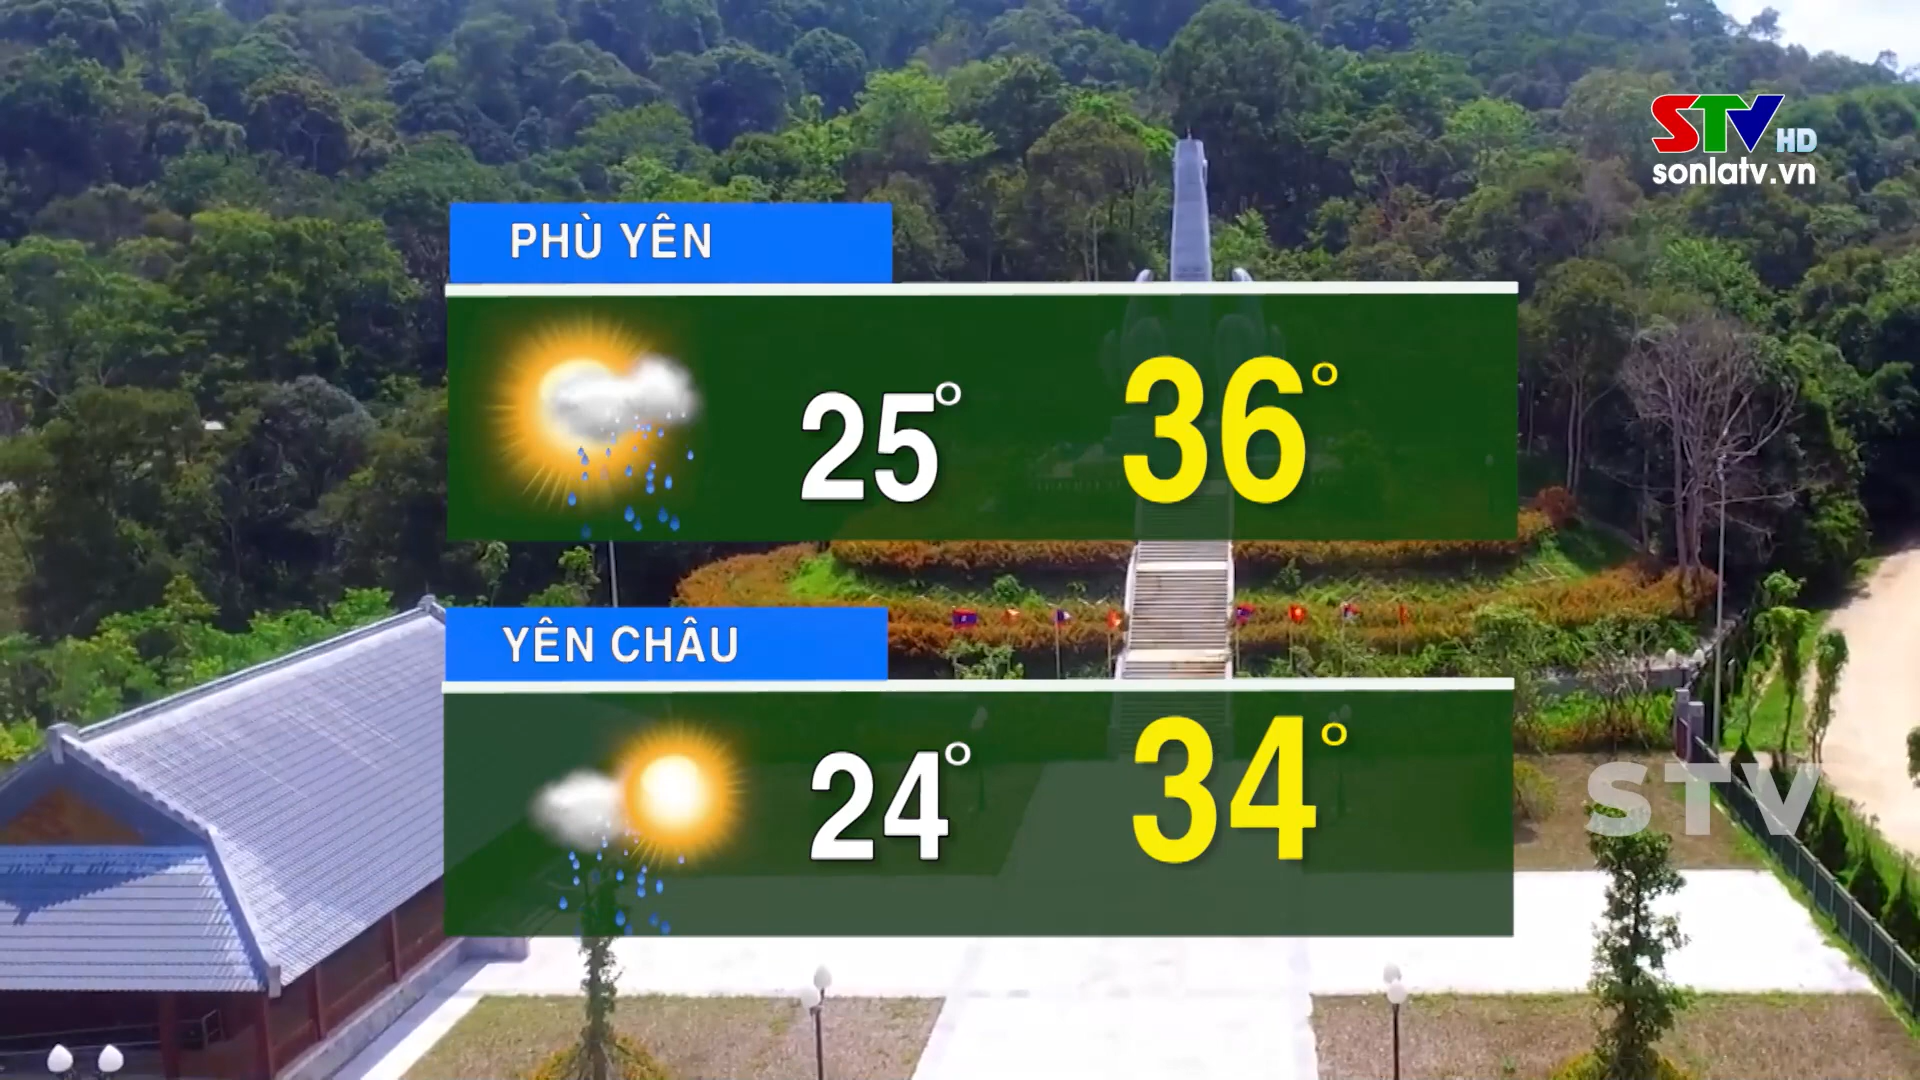 STV HD
sonlatv.vn
PHÙ YÊN
25° 36°
YÊN CHÂU
24° 34°
STV